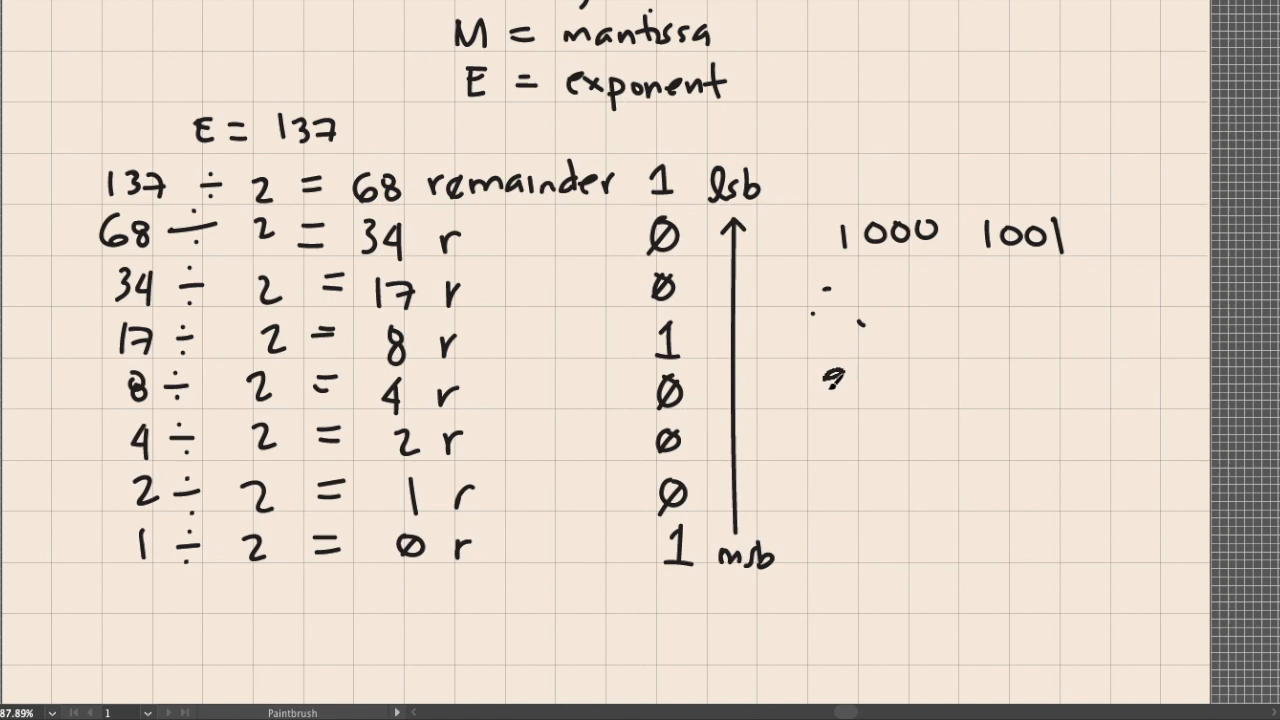 M = mantissa
E = exponent
E = 137
137 ÷ 2 = 68 remainder 1 lsb
68 ÷ 2 = 34 r 0 1000 1001
34 ÷ 2 = 17 r 0
17 ÷ 2 = 8 r 1
8 ÷ 2 = 4 r 0
4 ÷ 2 = 2 r 0
2 ÷ 2 = 1 r 0
1 ÷ 2 = 0 r 1 msb
87.89% 1 Paintbrush